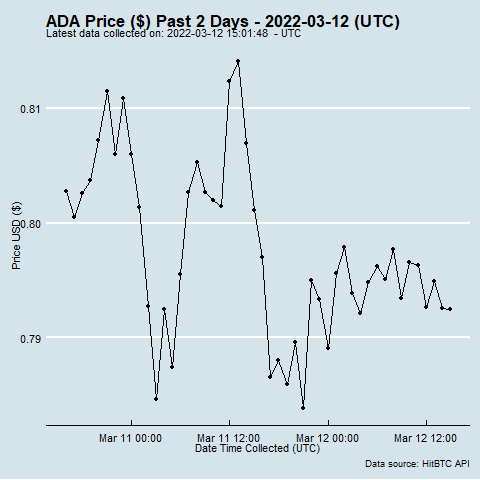 ADA Price ($) Past 2 Days - 2022-03-12 (UTC)
Latest data collected on: 2022-03-12 15:01:48 - UTC
0.81
0.80
0.79
Price USD ($)
Mar 11 00:00 Mar 11 12:00 Mar 12 00:00 Mar 12 12:00
Date Time Collected (UTC)
Data source: HitBTC API